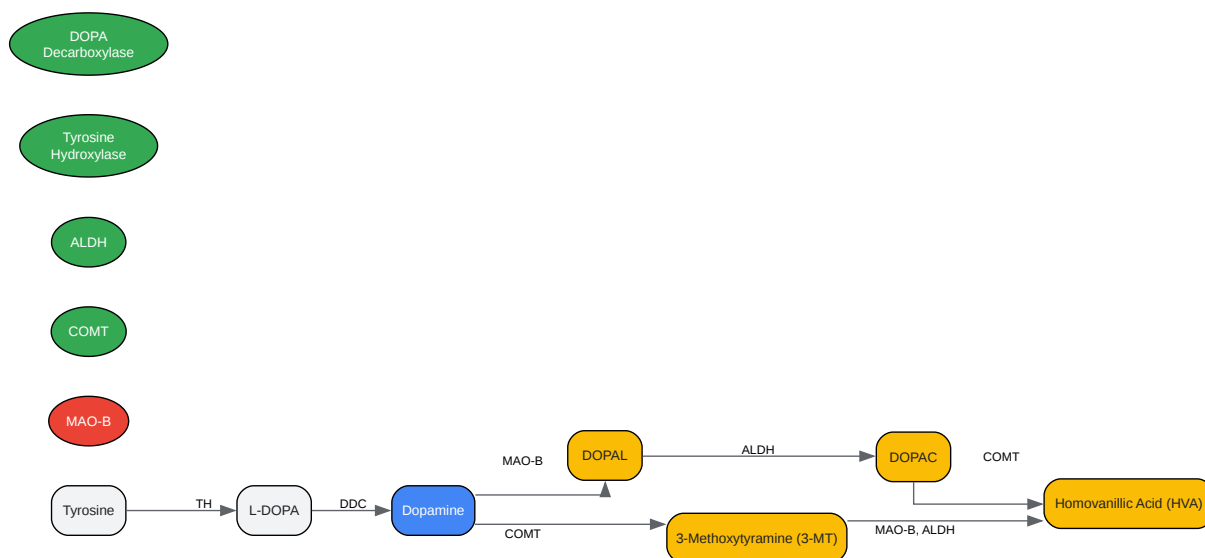 DOPA
Decarboxylase
Tyrosine
Hydroxylase
ALDH
COMT
MAO-B
Tyrosine
TH
L-DOPA
DDC
Dopamine
MAO-B
COMT
DOPAL
ALDH
DOPAC
COMT
3-Methoxytyramine (3-MT)
MAO-B, ALDH
Homovanillic Acid (HVA)